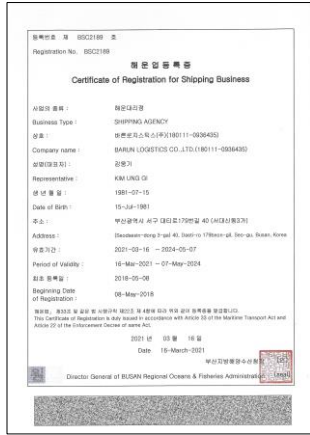 등록번호 제 BSC2189 호
Registration No. BSC2189
해운업등록증
Certificate of Registration for Shipping Business
사업의 종류 : 해운대리점
Business Type : SHIPPING AGENCY
상호 : 바른로지스틱스(주)(180111-0936435)
Company name : BARUN LOGISTICS CO.,LTD.(180111-0936435)
성명(대표자) : 김웅기
Representative : KIM UNG GI
생년월일 : 1981-07-15
Date of Birth : 15-Jul-1981
주소 : 부산광역시 서구 대티로179번길 40 (서대신동3가)
Address : (Seodaesin-dong 3-ga) 40, Daeti-ro 179beon-gil, Seo-gu, Busan, Korea
유효기간 : 2021-03-16 ~ 2024-05-07
Period of Validity : 16-Mar-2021 ~ 07-May-2024
최초 등록일 : 2018-05-08
Beginning Date of Registration : 08-May-2018
This Certificate of Registration is duly issued in accordance with Article 33 of the Maritime Transport Act and
Article 22 of the Enforcement Decree of same Act.
2021 년 03 월 16 일
Date 16-March-2021
부산지방해양수산청장
Director General of BUSAN Regional Oceans & Fisheries Administration